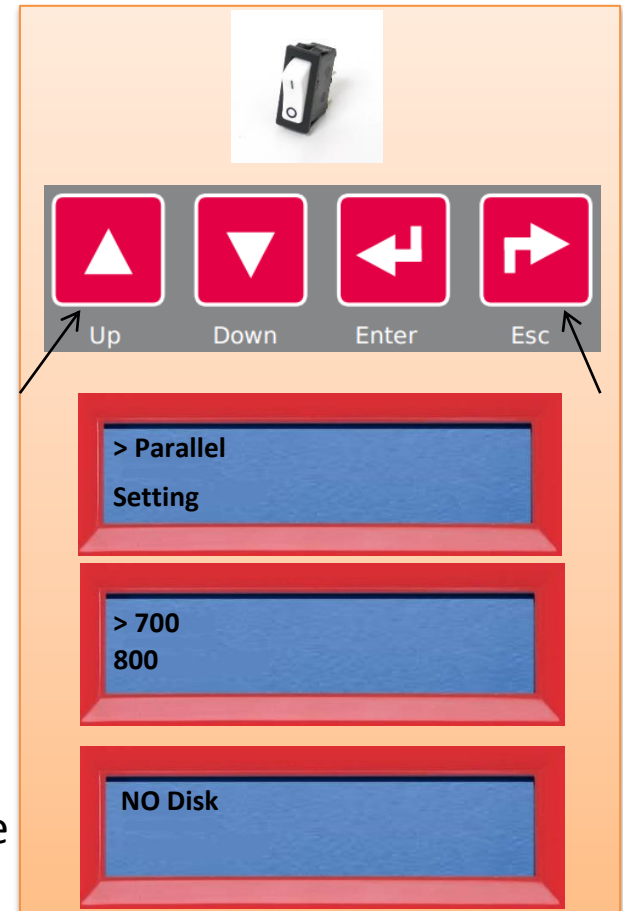 Up Down Enter Esc
> Parallel
Setting
> 700
800
NO Disk
e